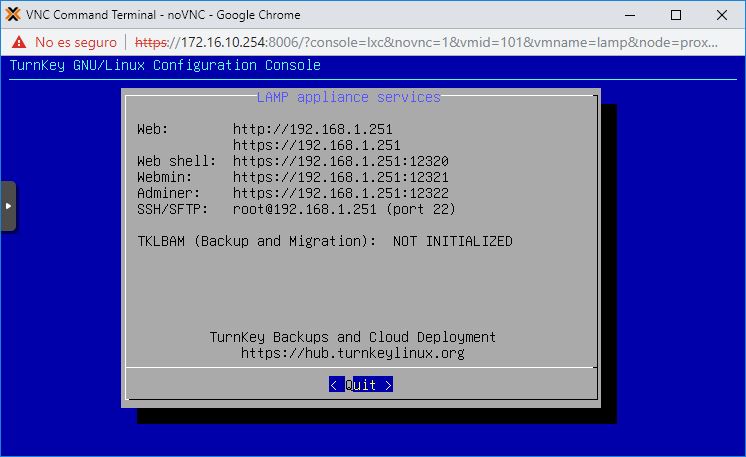 VNC Command Terminal - noVNC - Google Chrome
No es seguro | https://172.16.10.254:8006/?console=lxc&novnc=1&vmid=101&vmname=lamp&node=prox...
TurnKey GNU/Linux Configuration Console
LAMP appliance services
Web: http://192.168.1.251
https://192.168.1.251
Web shell: https://192.168.1.251:12320
Webmin: https://192.168.1.251:12321
Adminer: https://192.168.1.251:12322
SSH/SFTP: root@192.168.1.251 (port 22)
TKLBAM (Backup and Migration): NOT INITIALIZED
TurnKey Backups and Cloud Deployment
https://hub.turnkeylinux.org
< Quit >